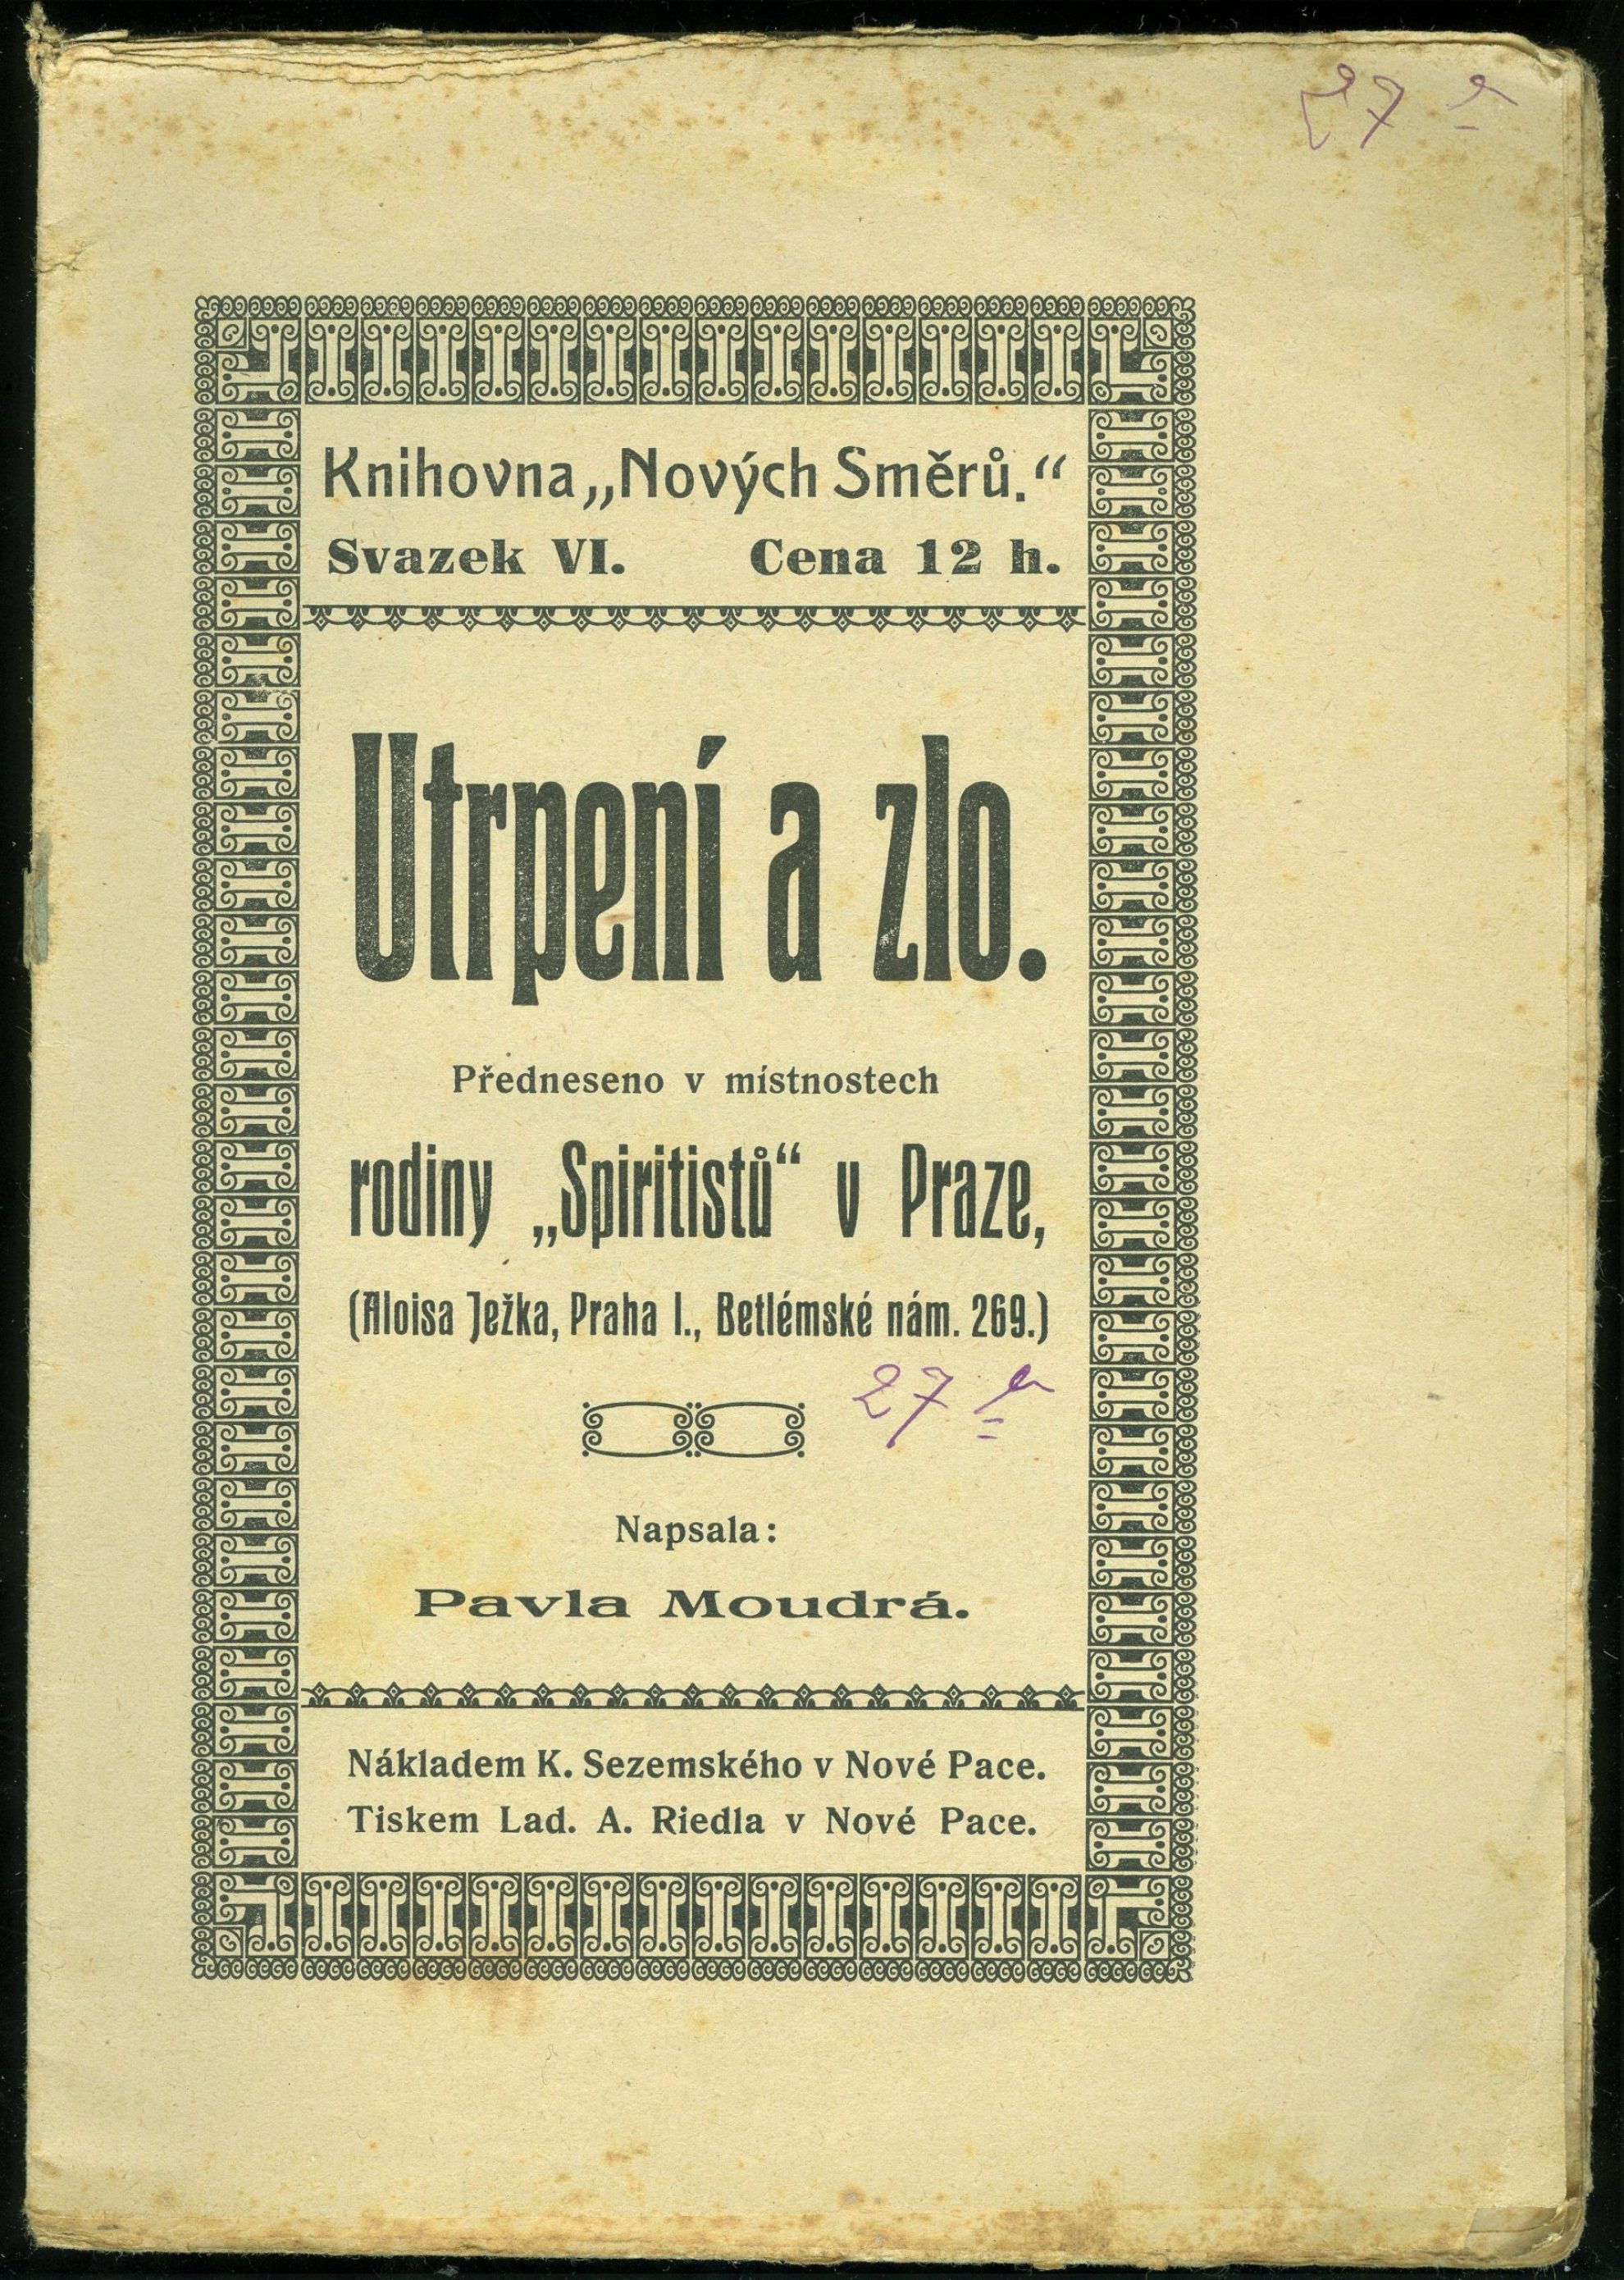 27
Knihovna „Nových Směrů.“
Svazek VI. Cena 12 h.
Utrpení a zlo.
Předneseno v místnostech
rodiny „Spiritistů“ v Praze,
(Aloisa Ježka, Praha I., Betlémské nám. 269.)
27
Napsala:
Pavla Moudrá.
Nákladem K. Sezemského v Nové Pace.
Tiskem Lad. A. Riedla v Nové Pace.